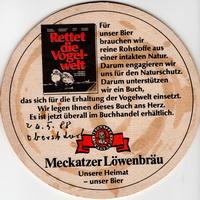 Rettet
die
Vogel-
welt
Für
unser Bier
brauchen wir
reine Rohstoffe aus
einer intakten Natur.
Darum engagieren wir
uns für den Naturschutz.
Darum unterstützen
wir ein Buch,
das sich für die Erhaltung der Vogelwelt einsetzt.
Wir legen Ihnen dieses Buch ans Herz.
Es ist jetzt überall im Buchhandel erhältlich.
Meckatzer Löwenbräu
Unsere Heimat
– unser Bier